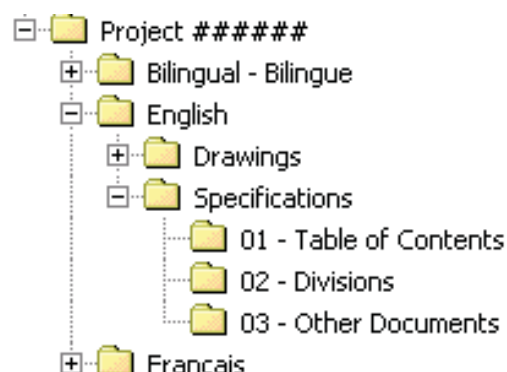 Project ######
Bilingual - Bilingue
English
Drawings
Specifications
01 - Table of Contents
02 - Divisions
03 - Other Documents
Francais